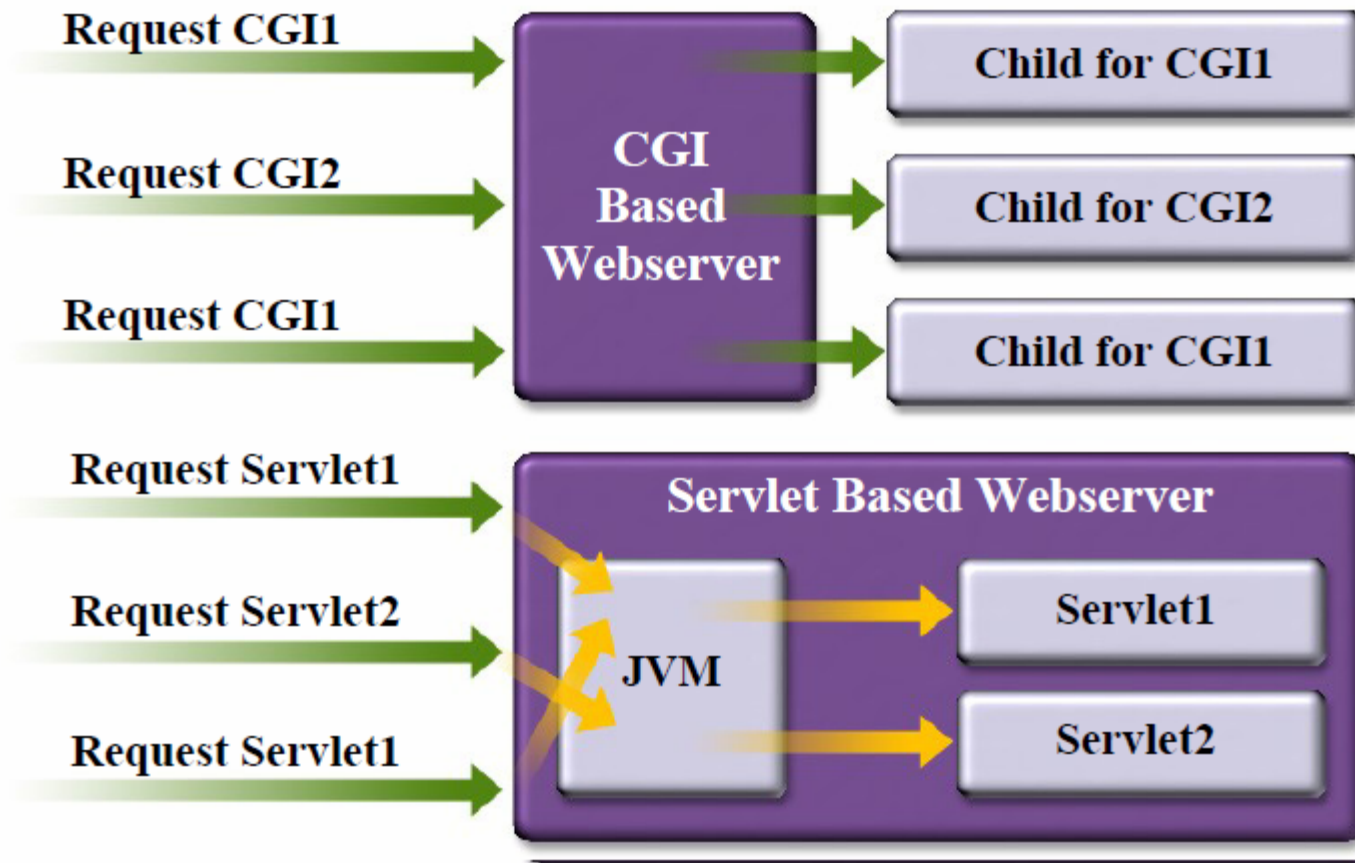 Request CGI1
Request CGI2
Request CGI1
CGI
Based
Webserver
Child for CGI1
Child for CGI2
Child for CGI1
Request Servlet1
Request Servlet2
Request Servlet1
Servlet Based Webserver
JVM
Servlet1
Servlet2